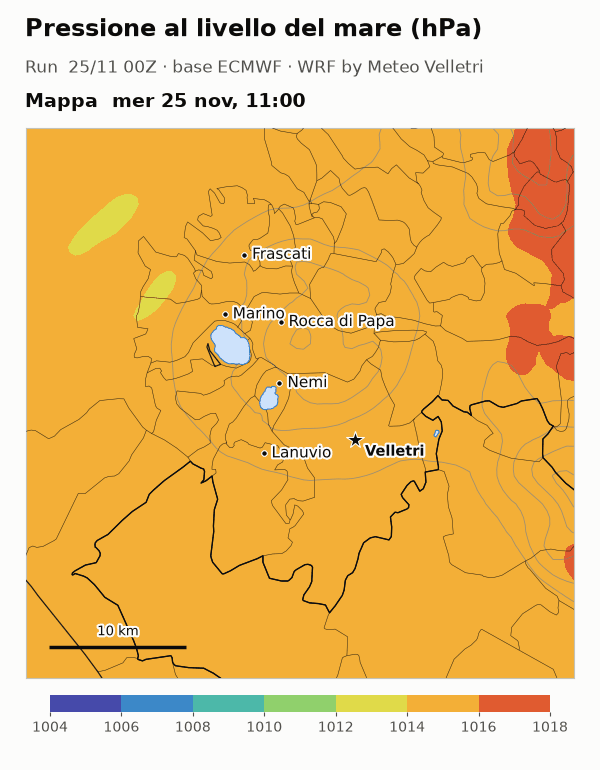 Pressione al livello del mare (hPa)
Run  25/11 00Z · base ECMWF · WRF by Meteo Velletri
Mappa  mer 25 nov, 11:00
Frascati
Marino
Rocca di Papa
Nemi
Velletri
Lanuvio
10 km
1004 1006 1008 1010 1012 1014 1016 1018